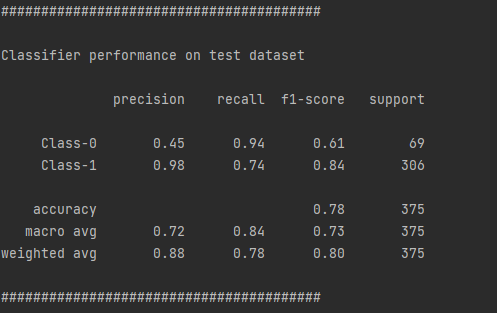 ########################################
Classifier performance on test dataset
precision recall f1-score support
Class-0 0.45 0.94 0.61 69
Class-1 0.98 0.74 0.84 306
accuracy 0.78 375
macro avg 0.72 0.84 0.73 375
weighted avg 0.88 0.78 0.80 375
########################################